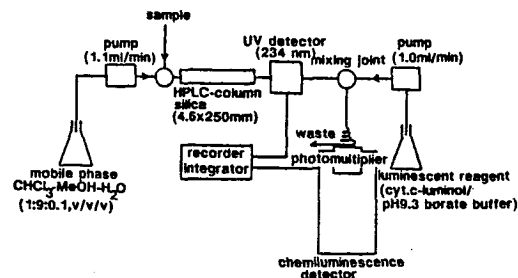 sample
pump
(1.1ml/min)
UV detector
(234 nm)
mixing joint
pump
(1.0ml/min)
HPLC-column
silica
(4.6x250mm)
waste
photomultiplier
recorder
integrator
mobile phase
CHCl3-MeOH-H2O
(1:9:0.1,v/v/v)
luminescent reagent
(cyt.c-luminol/
pH9.3 borate buffer)
chemiluminescence
detector